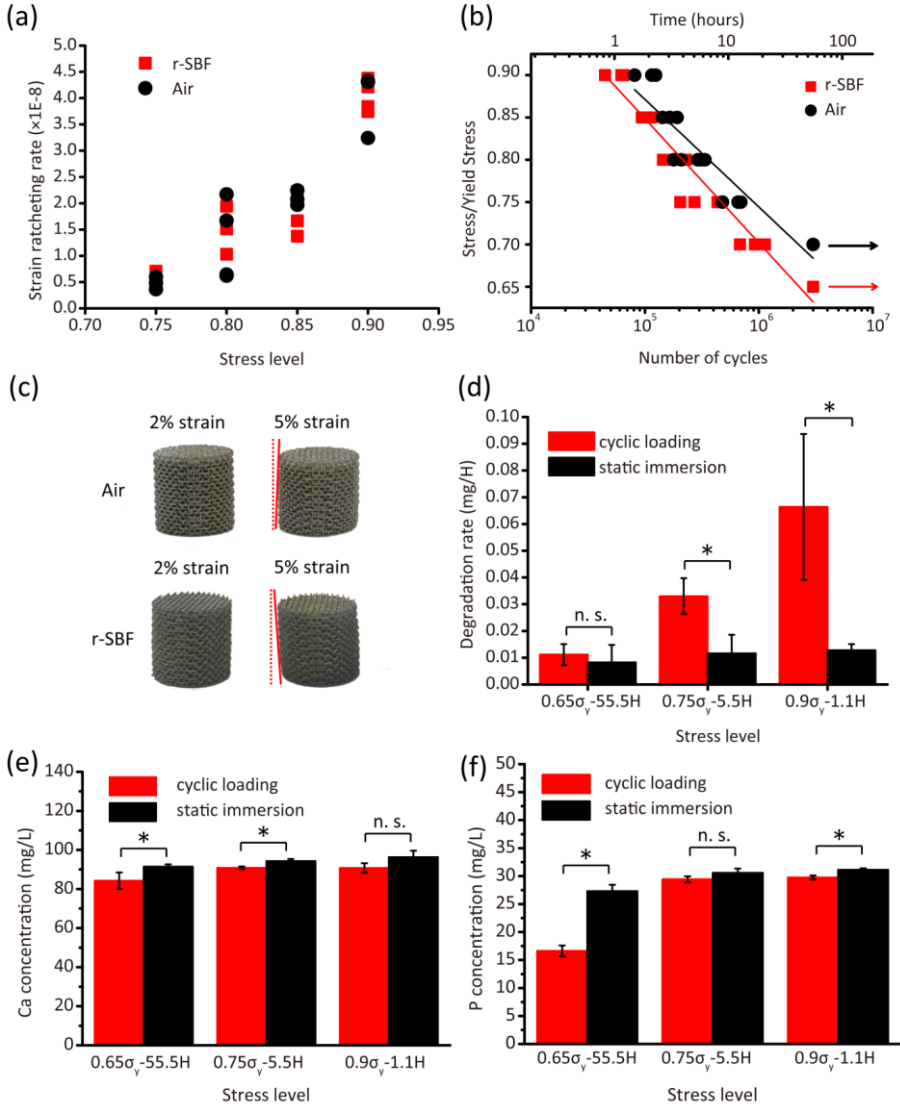 (a)
Strain ratcheting rate (×1E-8)
5.0
4.5
4.0
3.5
3.0
2.5
2.0
1.5
1.0
0.5
0.0
r-SBF
Air
0.70 0.75 0.80 0.85 0.90 0.95
Stress level
(b)
Time (hours)
1 10 100
Stress/Yield Stress
0.90
0.85
0.80
0.75
0.70
0.65
r-SBF
Air
10^4 10^5 10^6 10^7
Number of cycles
(c)
2% strain 5% strain
Air
2% strain 5% strain
r-SBF
(d)
Degradation rate (mg/H)
0.10
0.09
0.08
0.07
0.06
0.05
0.04
0.03
0.02
0.01
0.00
cyclic loading
static immersion
n. s. * *
0.65σy-55.5H 0.75σy-5.5H 0.9σy-1.1H
Stress level
(e)
Ca concentration (mg/L)
140
120
100
80
60
40
20
0
cyclic loading
static immersion
* * n. s.
0.65σy-55.5H 0.75σy-5.5H 0.9σy-1.1H
Stress level
(f)
P concentration (mg/L)
50
45
40
35
30
25
15
10
5
0
cyclic loading
static immersion
* n. s. *
0.65σy-55.5H 0.75σy-5.5H 0.9σy-1.1H
Stress level